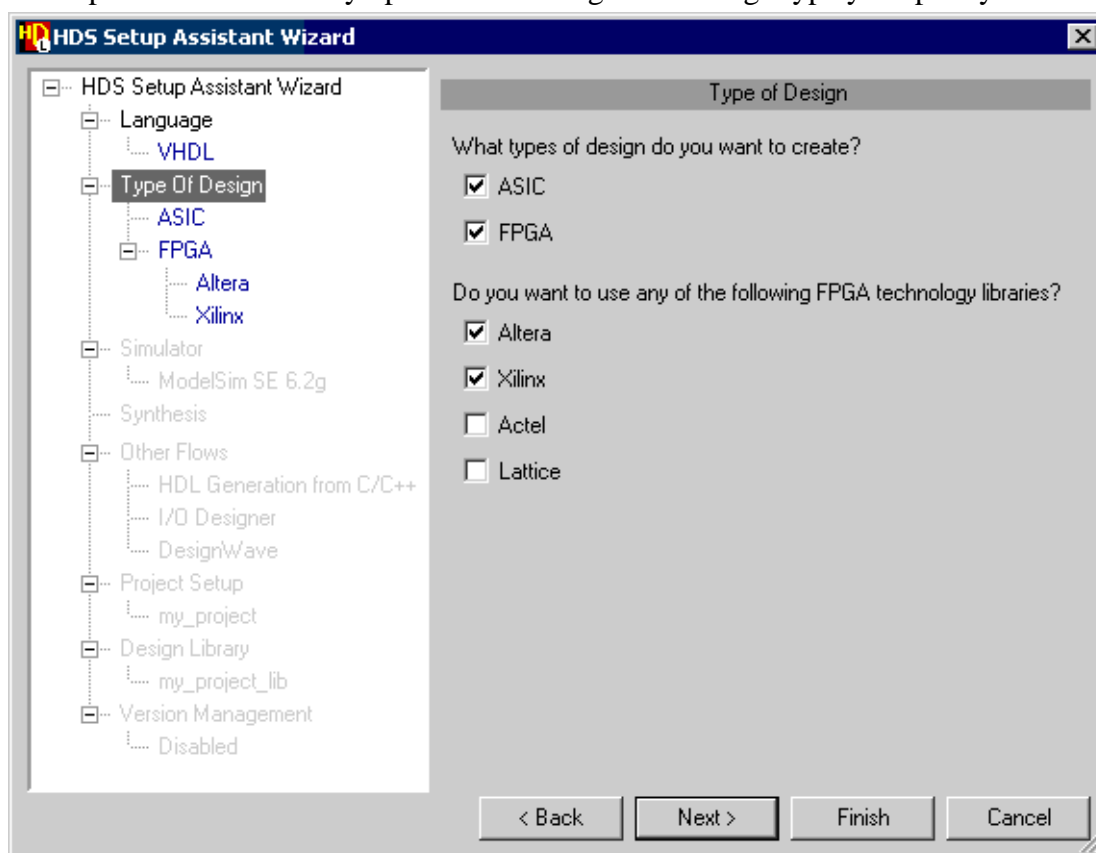 HDS Setup Assistant Wizard
HDS Setup Assistant Wizard
Language
VHDL
Type Of Design
ASIC
FPGA
Altera
Xilinx
Simulator
ModelSim SE 6.2g
Synthesis
Other Flows
HDL Generation from C/C++
I/O Designer
DesignWave
Project Setup
my_project
Design Library
my_project_lib
Version Management
Disabled
Type of Design
What types of design do you want to create?
ASIC
FPGA
Do you want to use any of the following FPGA technology libraries?
Altera
Xilinx
Actel
Lattice
< Back
Next >
Finish
Cancel